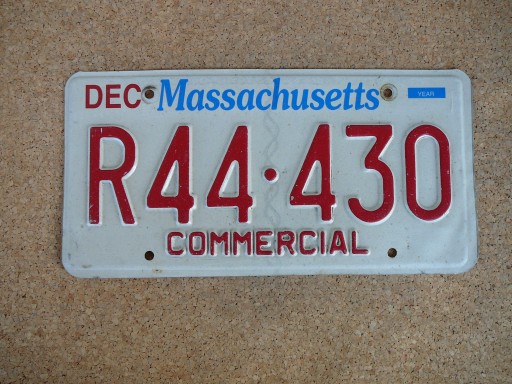 DEC Massachusetts YEAR
R44·430
COMMERCIAL